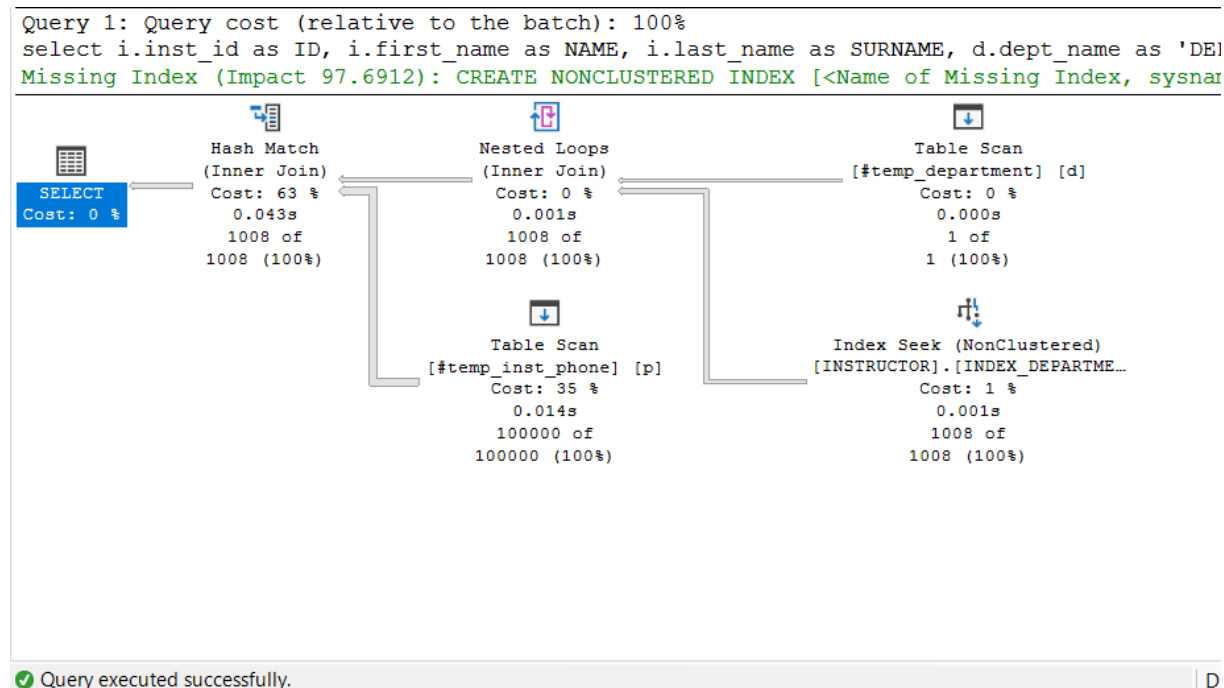 Query 1: Query cost (relative to the batch): 100%
select i.inst_id as ID, i.first_name as NAME, i.last_name as SURNAME, d.dept_name as
Missing Index (Impact 97.6912): CREATE NONCLUSTERED INDEX [<Name of Missing Index,
SELECT
Cost: 0 %
Hash Match
(Inner Join)
Cost: 63 %
0.043s
1008 of
1008 (100%)
Nested Loops
(Inner Join)
Cost: 0 %
0.001s
1008 of
1008 (100%)
Table Scan
[#temp_department] [d]
Cost: 0 %
0.000s
1 of
1 (100%)
Table Scan
[#temp_inst_phone] [p]
Cost: 35 %
0.014s
100000 of
100000 (100%)
Index Seek (NonClustered)
[INSTRUCTOR].[INDEX_DEPARTME…
Cost: 1 %
0.001s
1008 of
1008 (100%)
Query executed successfully.